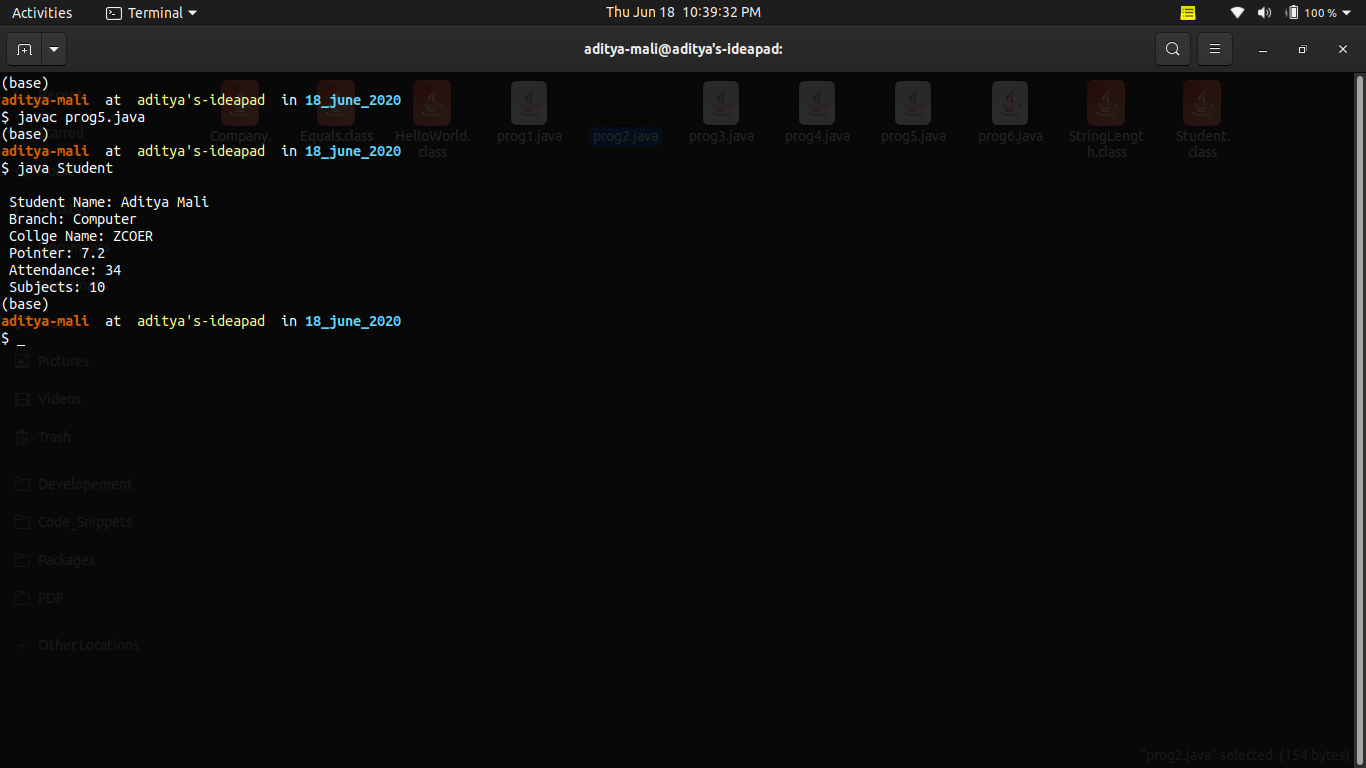 Activities Terminal Thu Jun 18 10:39:32 PM 100 %
aditya-mali@aditya's-ideapad:
(base)
aditya-mali at aditya's-ideapad in 18_june_2020
$ javac prog5.java
(base)
aditya-mali at aditya's-ideapad in 18_june_2020
$ java Student
Student Name: Aditya Mali
Branch: Computer
Collge Name: ZCOER
Pointer: 7.2
Attendance: 34
Subjects: 10
(base)
aditya-mali at aditya's-ideapad in 18_june_2020
$ _
Company.
Equals.class
HelloWorld.
class
prog1.java
prog2.java
prog3.java
prog4.java
prog5.java
prog6.java
StringLengt
h.class
Student.
class
Pictures
Videos
Trash
Developement
Code_Snippets
Packages
PDF
+ Other Locations
"prog2.java" selected (154 bytes)